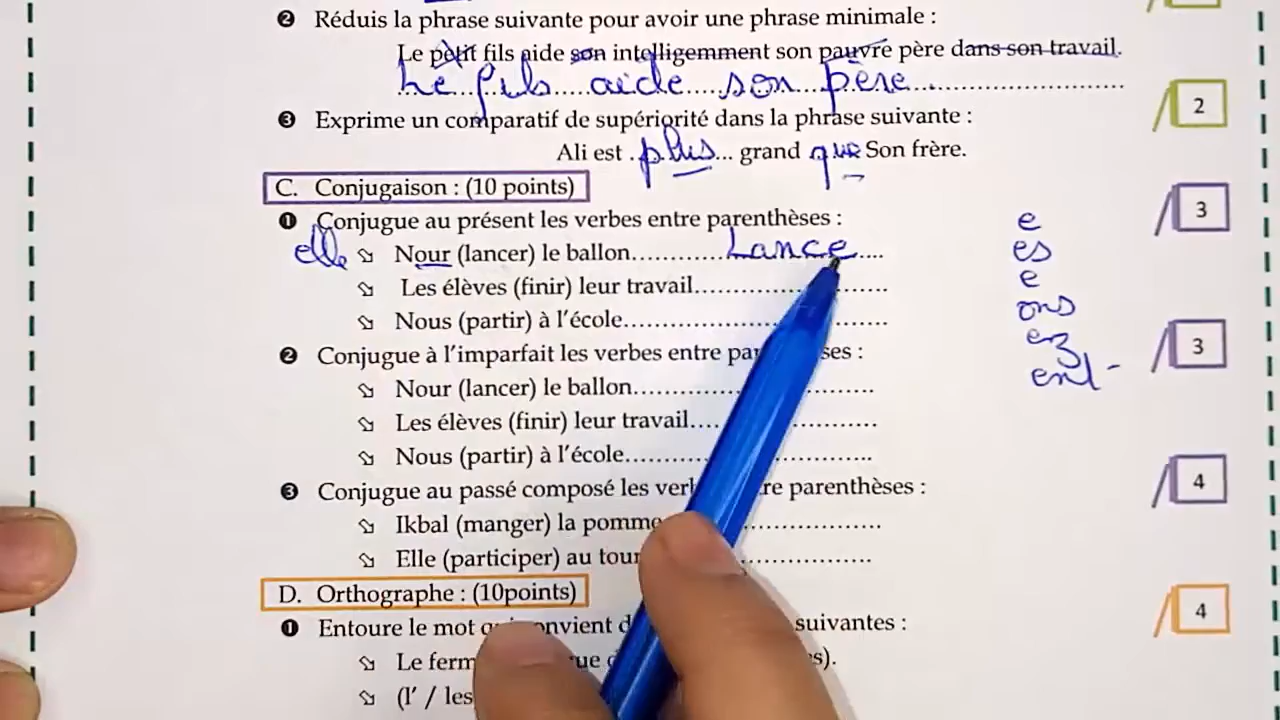 ❷ Réduis la phrase suivante pour avoir une phrase minimale :
Le petit fils aide son intelligemment son pauvre père dans son travail.
Le fils aide son père
❸ Exprime un comparatif de supériorité dans la phrase suivante :
2
Ali est .plus... grand que Son frère.
C. Conjugaison : (10 points)
❶ Conjugue au présent les verbes entre parenthèses :
3
e
elle Nour (lancer) le ballon............Lance....
es
Les élèves (finir) leur travail........................
e
Nous (partir) à l'école........................
ons
❷ Conjugue à l'imparfait les verbes entre
ses :
ez
3
Nour (lancer) le ballon........................
ent
Les élèves (finir) leur travail........................
Nous (partir) à l'école........................
❸ Conjugue au passé composé les
re parenthèses :
4
Ikbal (manger) la pomme............
Elle (participer) au
............
D. Orthographe : (10points)
❶ Entoure le mot
convient
suivantes :
4
Le
s).
(l' / les